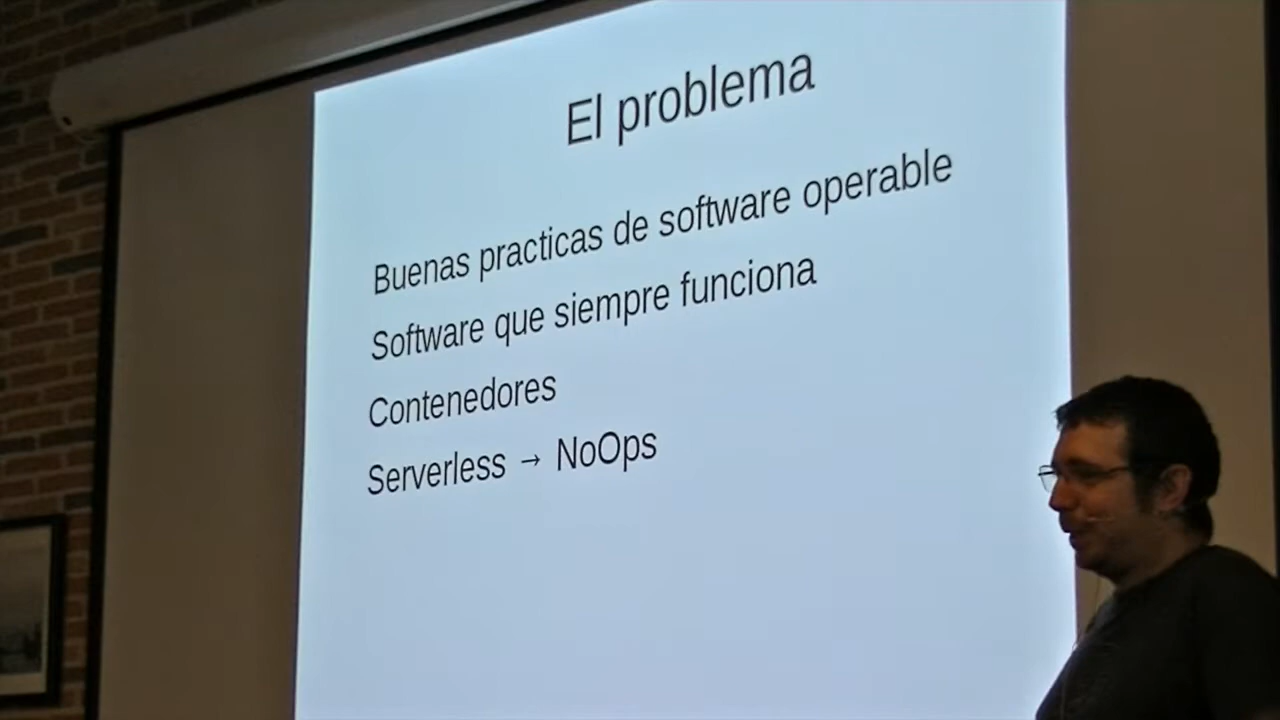 El problema
Buenas practicas de software operable
Software que siempre funciona
Contenedores
Serverless → NoOps